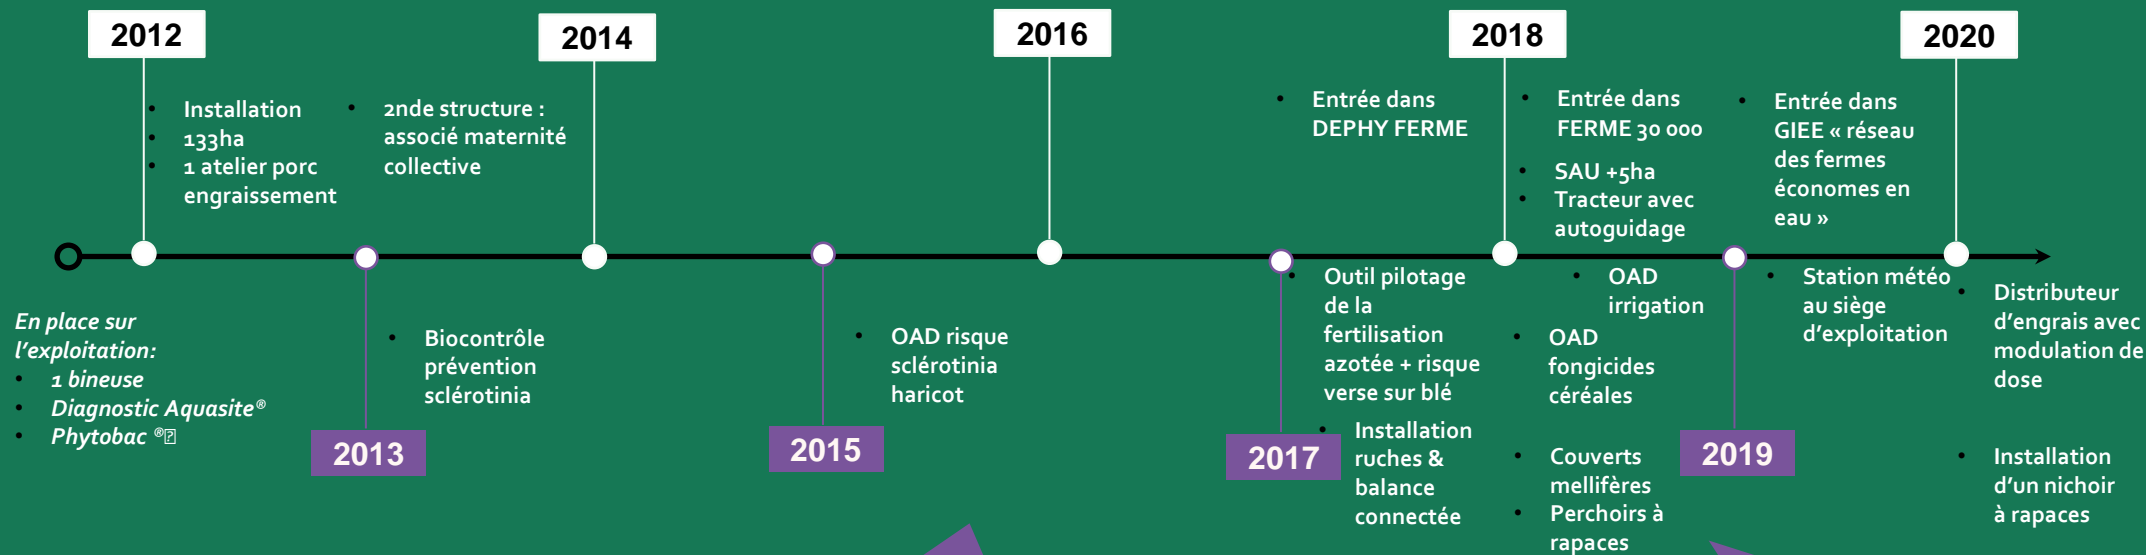 2012
2014
2016
2018
2020
• Installation
• 133ha
• 1 atelier porc
engraissement
• 2nde structure :
associé maternité
collective
• Entrée dans
DEPHY FERME
• Entrée dans
FERME 30 000
• SAU +5ha
• Tracteur avec
autoguidage
• Entrée dans
GIEE « réseau
des fermes
économes en
eau »
En place sur
l’exploitation:
• 1 bineuse
• Diagnostic Aquasite®
• Phytobac ®
• Biocontrôle
prévention
sclérotinia
• OAD risque
sclérotinia
haricot
• Outil pilotage
de la
fertilisation
azotée + risque
verse sur blé
• Installation
ruches &
balance
connectée
• OAD
irrigation
• OAD
fongicides
céréales
• Couverts
mellifères
• Perchoirs à
rapaces
• Station météo
au siège
d’exploitation
• Distributeur
d’engrais avec
modulation de
dose
• Installation
d’un nichoir
à rapaces
2013
2015
2017
2019